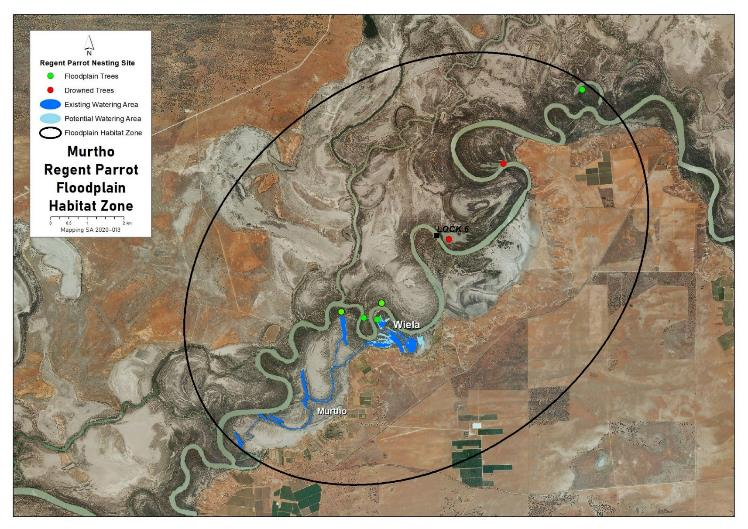 N
Regent Parrot Nesting Site
Floodplain Trees
Drowned Trees
Existing Watering Area
Potential Watering Area
Floodplain Habitat Zone
Murtho
Regent Parrot
Floodplain
Habitat Zone
Mapping SA 2020-013
LOCK 6
Wiela
Murtho